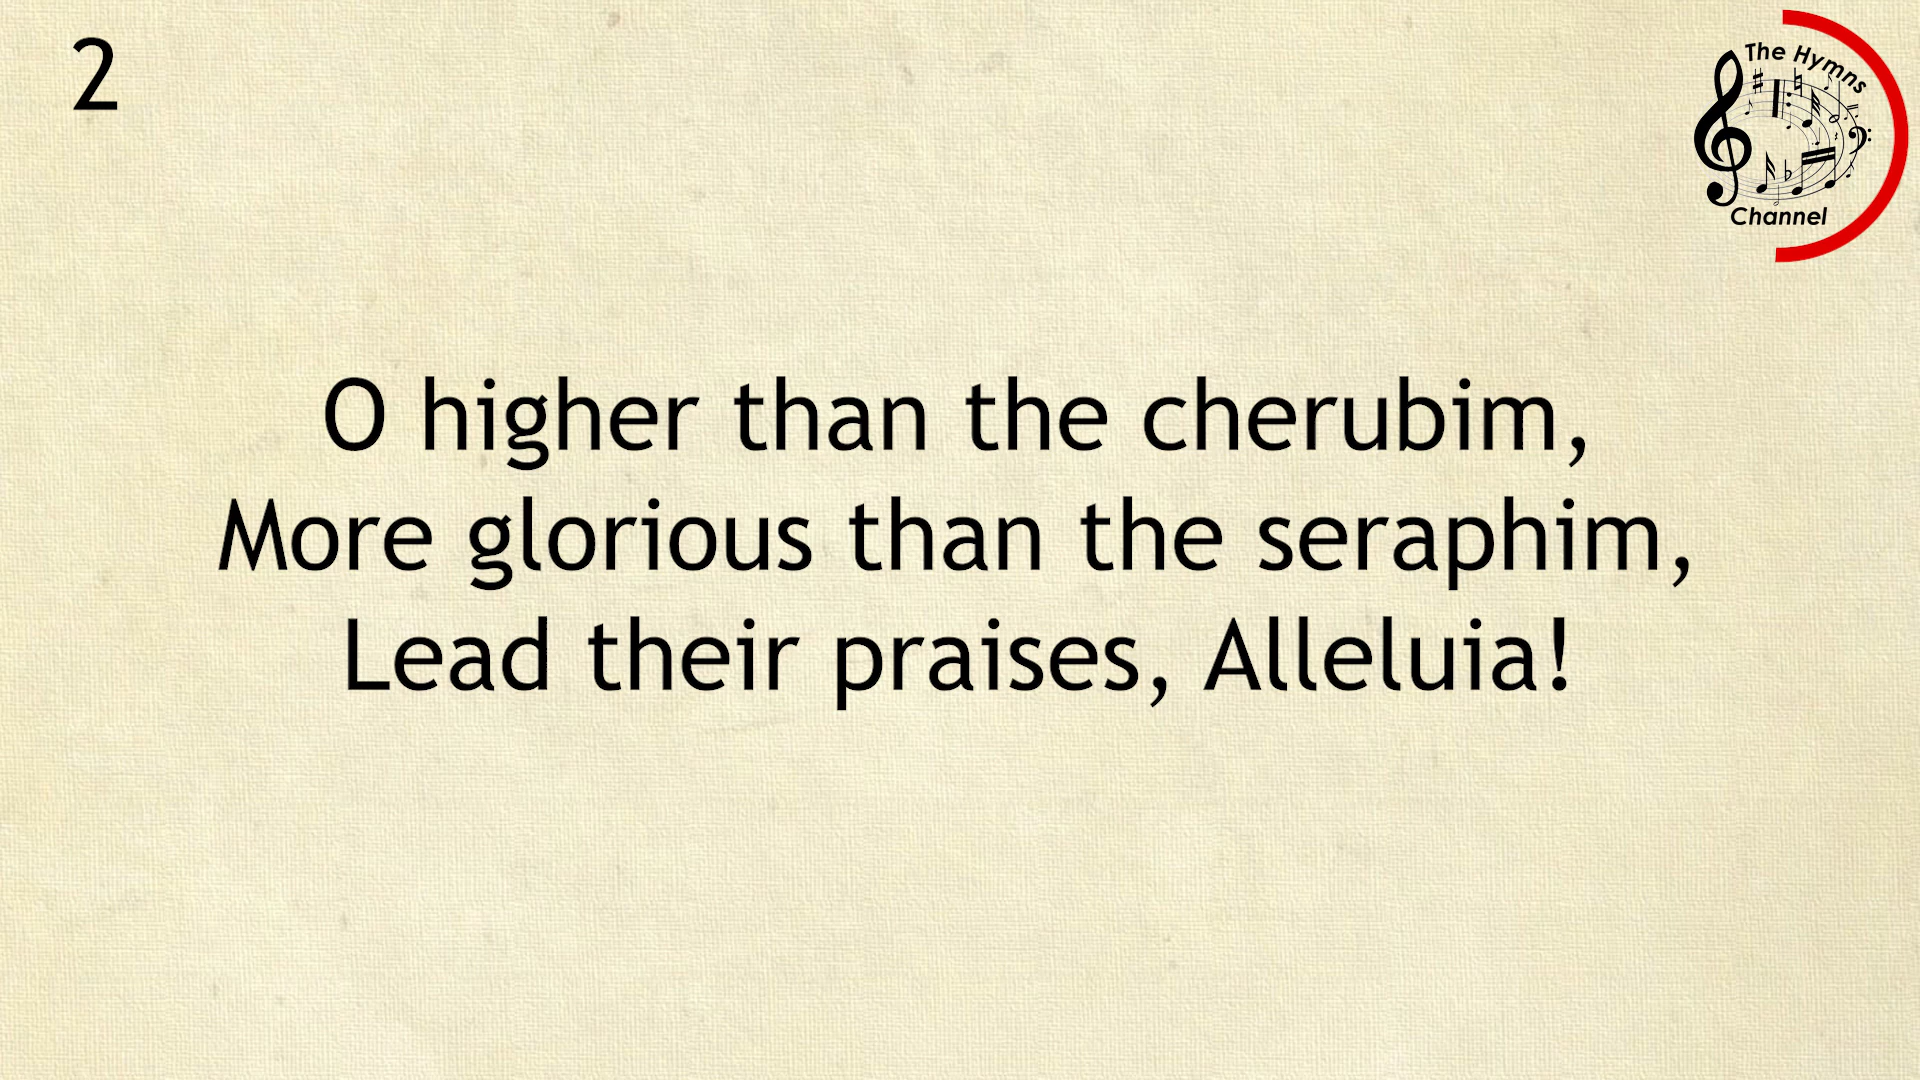 2
The Hymns
Channel
O higher than the cherubim,
More glorious than the seraphim,
Lead their praises, Alleluia!